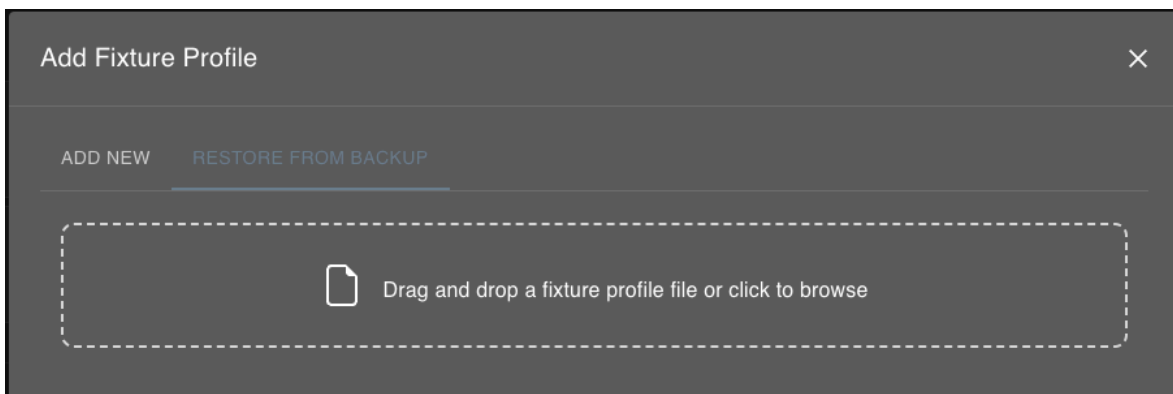 Add Fixture Profile
ADD NEW RESTORE FROM BACKUP
Drag and drop a fixture profile file or click to browse